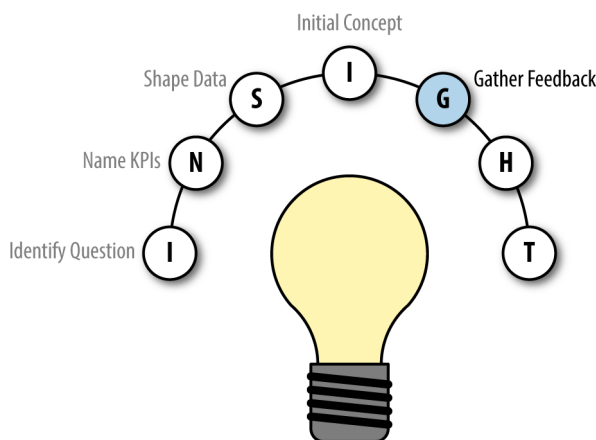 Initial Concept
Shape Data
Gather Feedback
Name KPIs
Identify Question
I
N
S
I
G
H
T